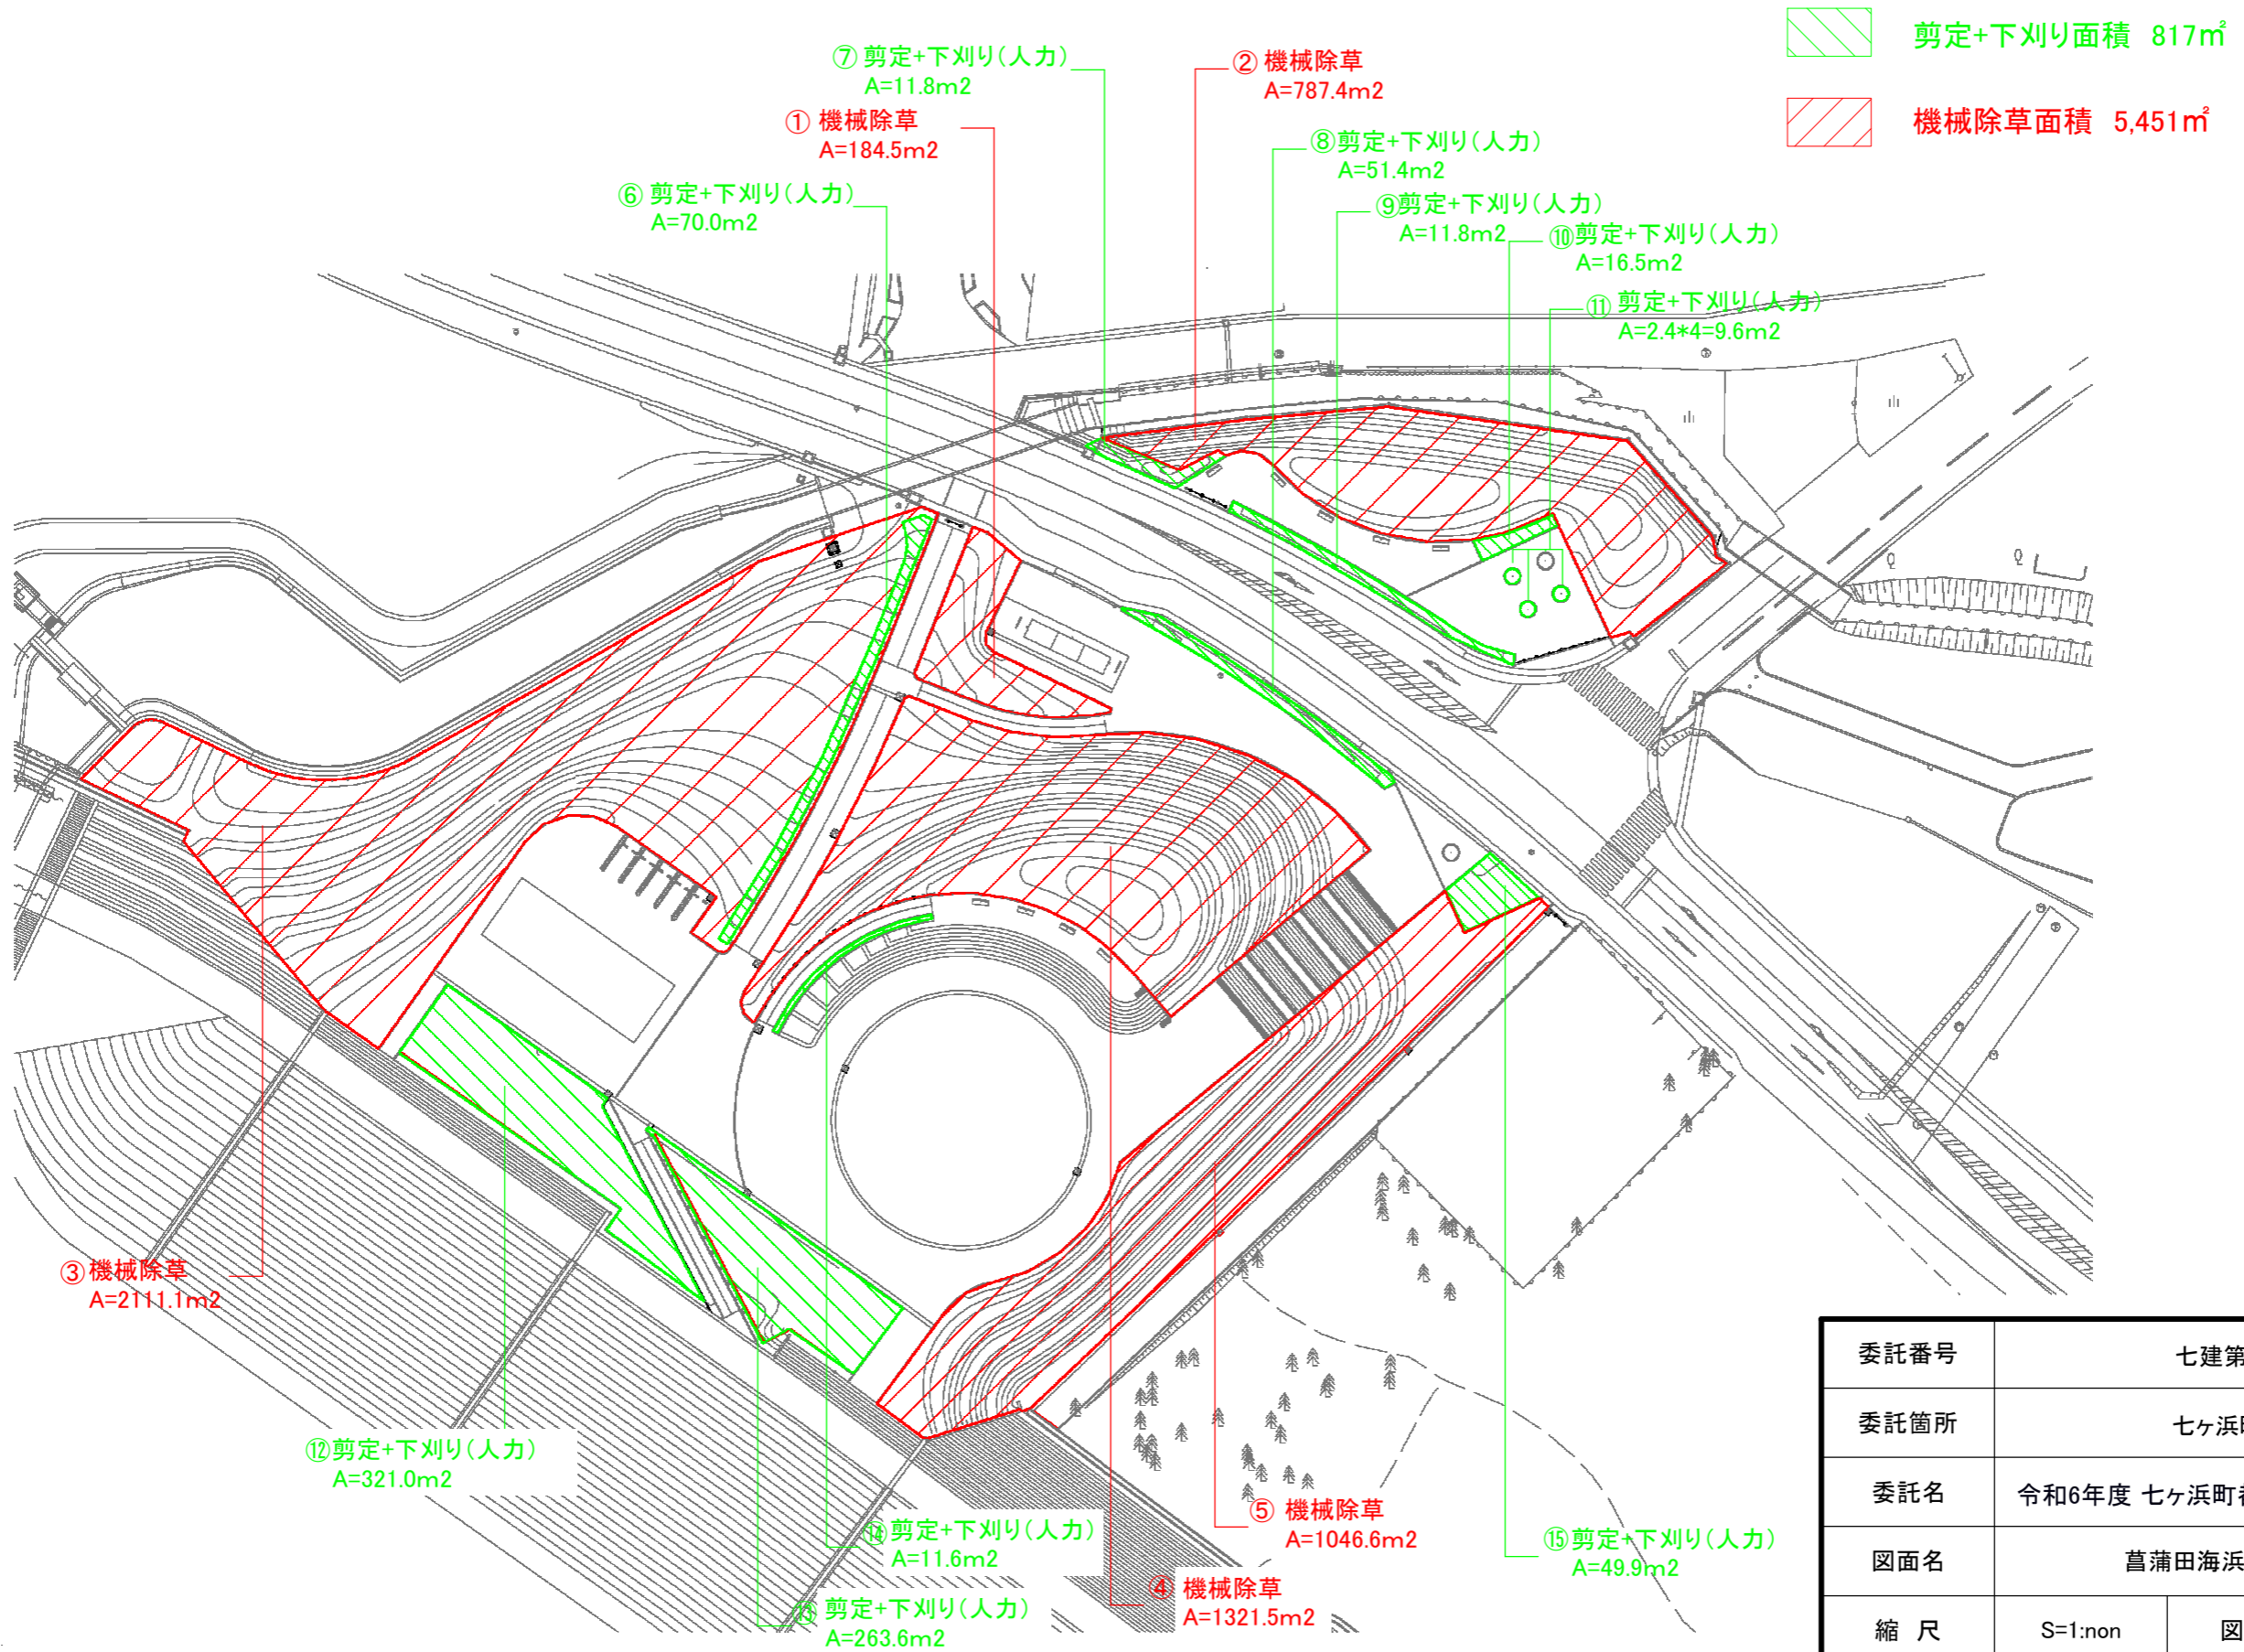 剪定+下刈り面積 817㎡
機械除草面積 5,451㎡
⑦ 剪定+下刈り(人力)
A=11.8m2
② 機械除草
A=787.4m2
① 機械除草
A=184.5m2
⑧剪定+下刈り(人力)
A=51.4m2
⑥ 剪定+下刈り(人力)
A=70.0m2
⑨剪定+下刈り(人力)
A=11.8m2
⑩剪定+下刈り(人力)
A=16.5m2
⑪ 剪定+下刈り(人力)
A=2.4*4=9.6m2
③ 機械除草
A=2111.1m2
⑫剪定+下刈り(人力)
A=321.0m2
⑭剪定+下刈り(人力)
A=11.6m2
⑬ 剪定+下刈り(人力)
A=263.6m2
⑤ 機械除草
A=1046.6m2
④ 機械除草
A=1321.5m2
⑮剪定+下刈り(人力)
A=49.9m2
委託番号 七建第
委託箇所 七ヶ浜
委託名 令和6年度 七ヶ浜町
図面名 菖蒲田海浜
縮 尺 S=1:non 図